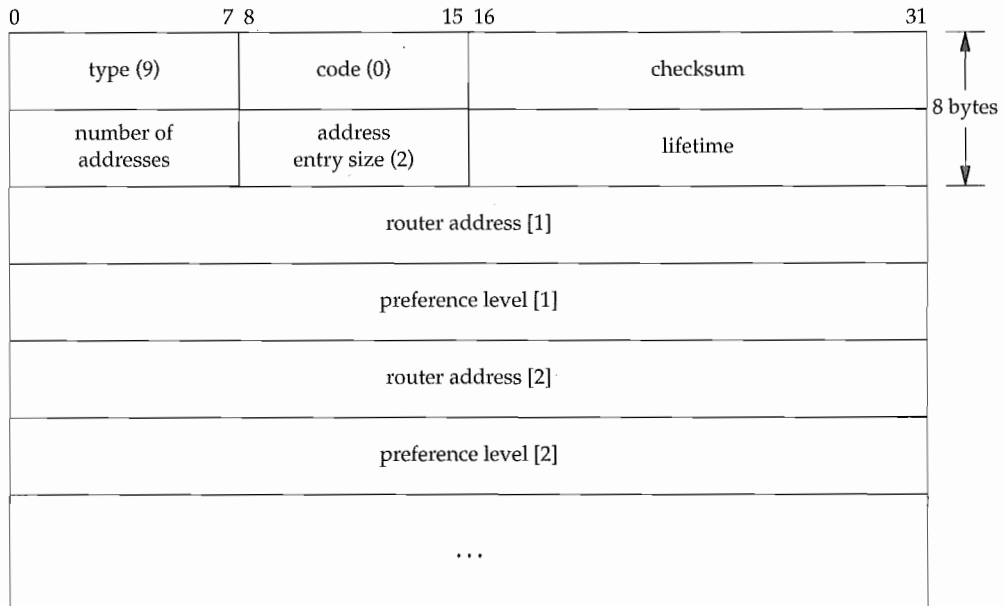 0 7 8 15 16 31
type (9) code (0) checksum
8 bytes
number of addresses
address entry size (2)
lifetime
router address [1]
preference level [1]
router address [2]
preference level [2]
...